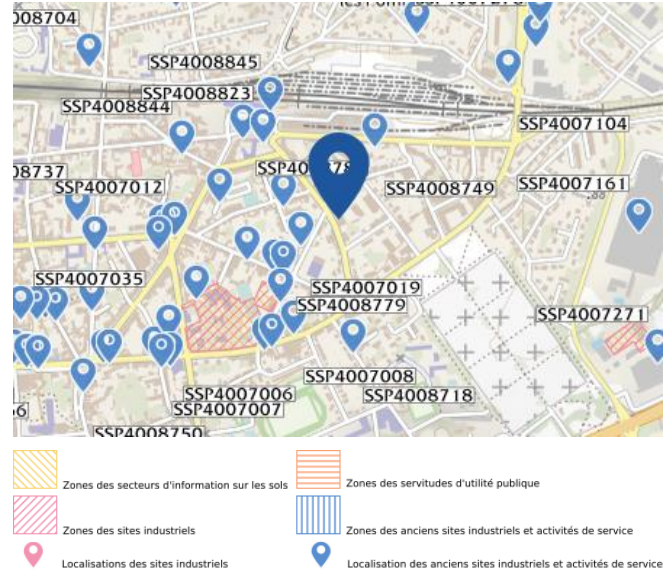 008704
SSP4008845
SSP4008823
SSP4008844
SSP4007104
008737
SSP4007012
SSP4008749
SSP4007161
SSP4007035
SSP4007019
SSP4008779
SSP4007271
SSP4007008
SSP4007006
SSP4008718
SSP4007007
SSP4008750
Zones des secteurs d'information sur les sols
Zones des servitudes d'utilité publique
Zones des sites industriels
Zones des anciens sites industriels et activités de service
Localisations des sites industriels
Localisation des anciens sites industriels et activités de service